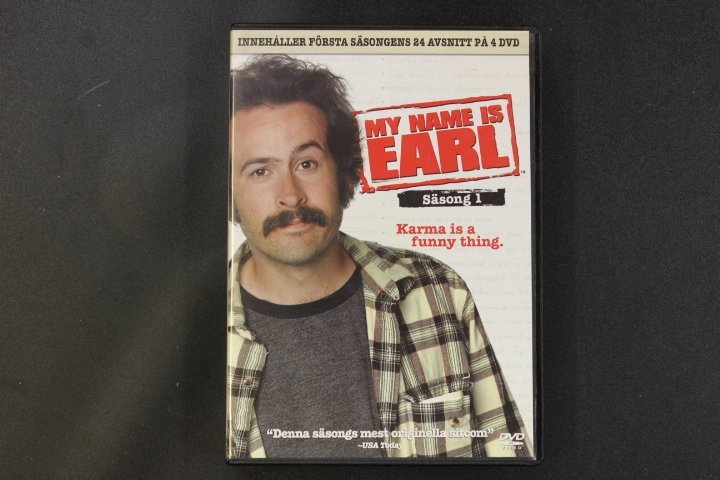 INNEHÅLLER FÖRSTA SÄSONGENS 24 AVSNITT PÅ 4 DVD
MY NAME IS
EARL
Säsong 1
Karma is a
funny thing.
"Denna säsongs mest originella sitcom"
–USA Today
DVD
VIDEO